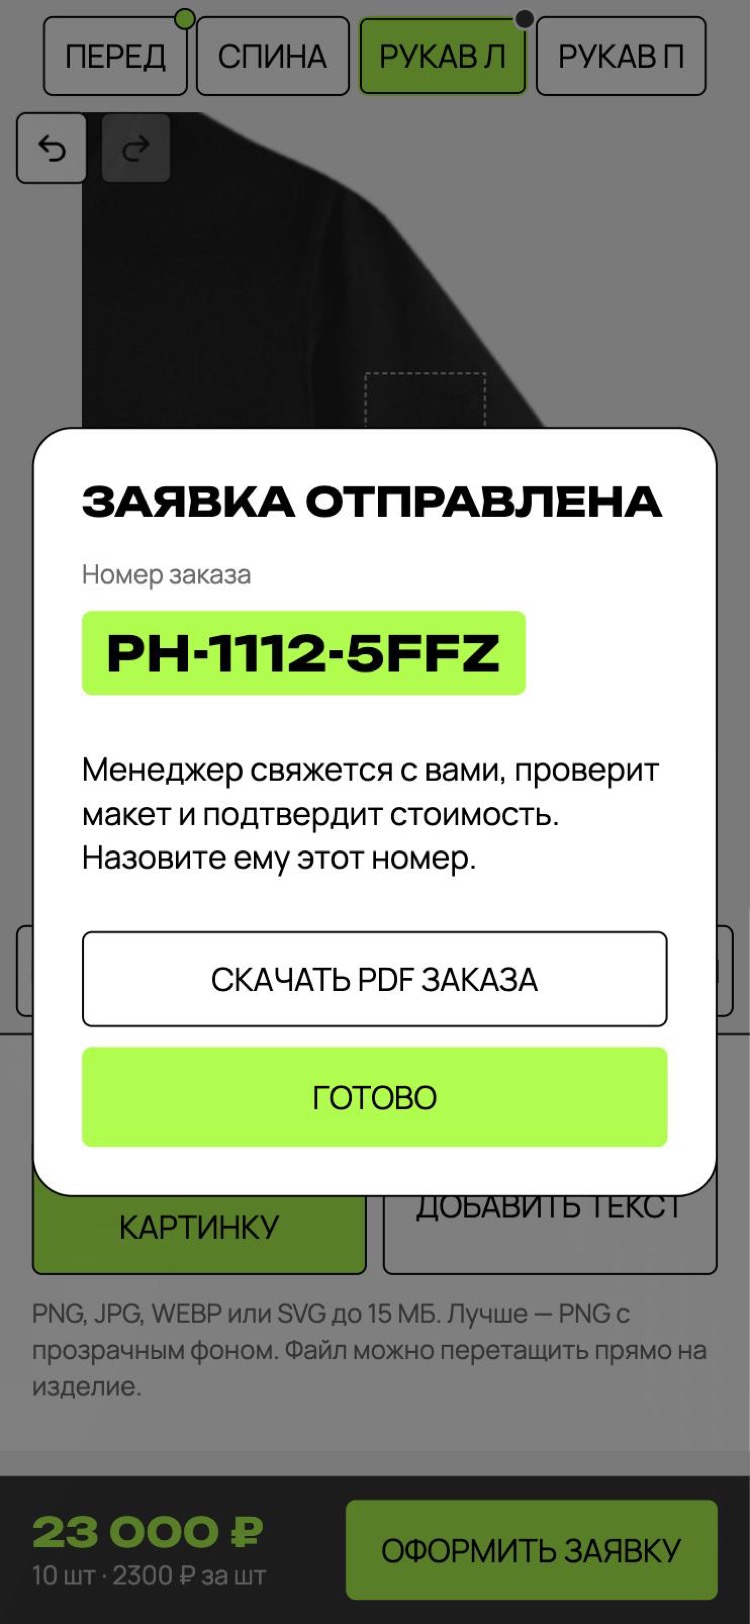 ПЕРЕД СПИНА РУКАВ Л РУКАВ П
ЗАЯВКА ОТПРАВЛЕНА
Номер заказа
PH-1112-5FFZ
Менеджер свяжется с вами, проверит
макет и подтвердит стоимость.
Назовите ему этот номер.
СКАЧАТЬ PDF ЗАКАЗА
ГОТОВО
КАРТИНКУ
ДОБАВИТЬ ТЕКСТ
PNG, JPG, WEBP или SVG до 15 МБ. Лучше — PNG с
прозрачным фоном. Файл можно перетащить прямо на
изделие.
23 000 ₽
10 шт · 2300 ₽ за шт
ОФОРМИТЬ ЗАЯВКУ